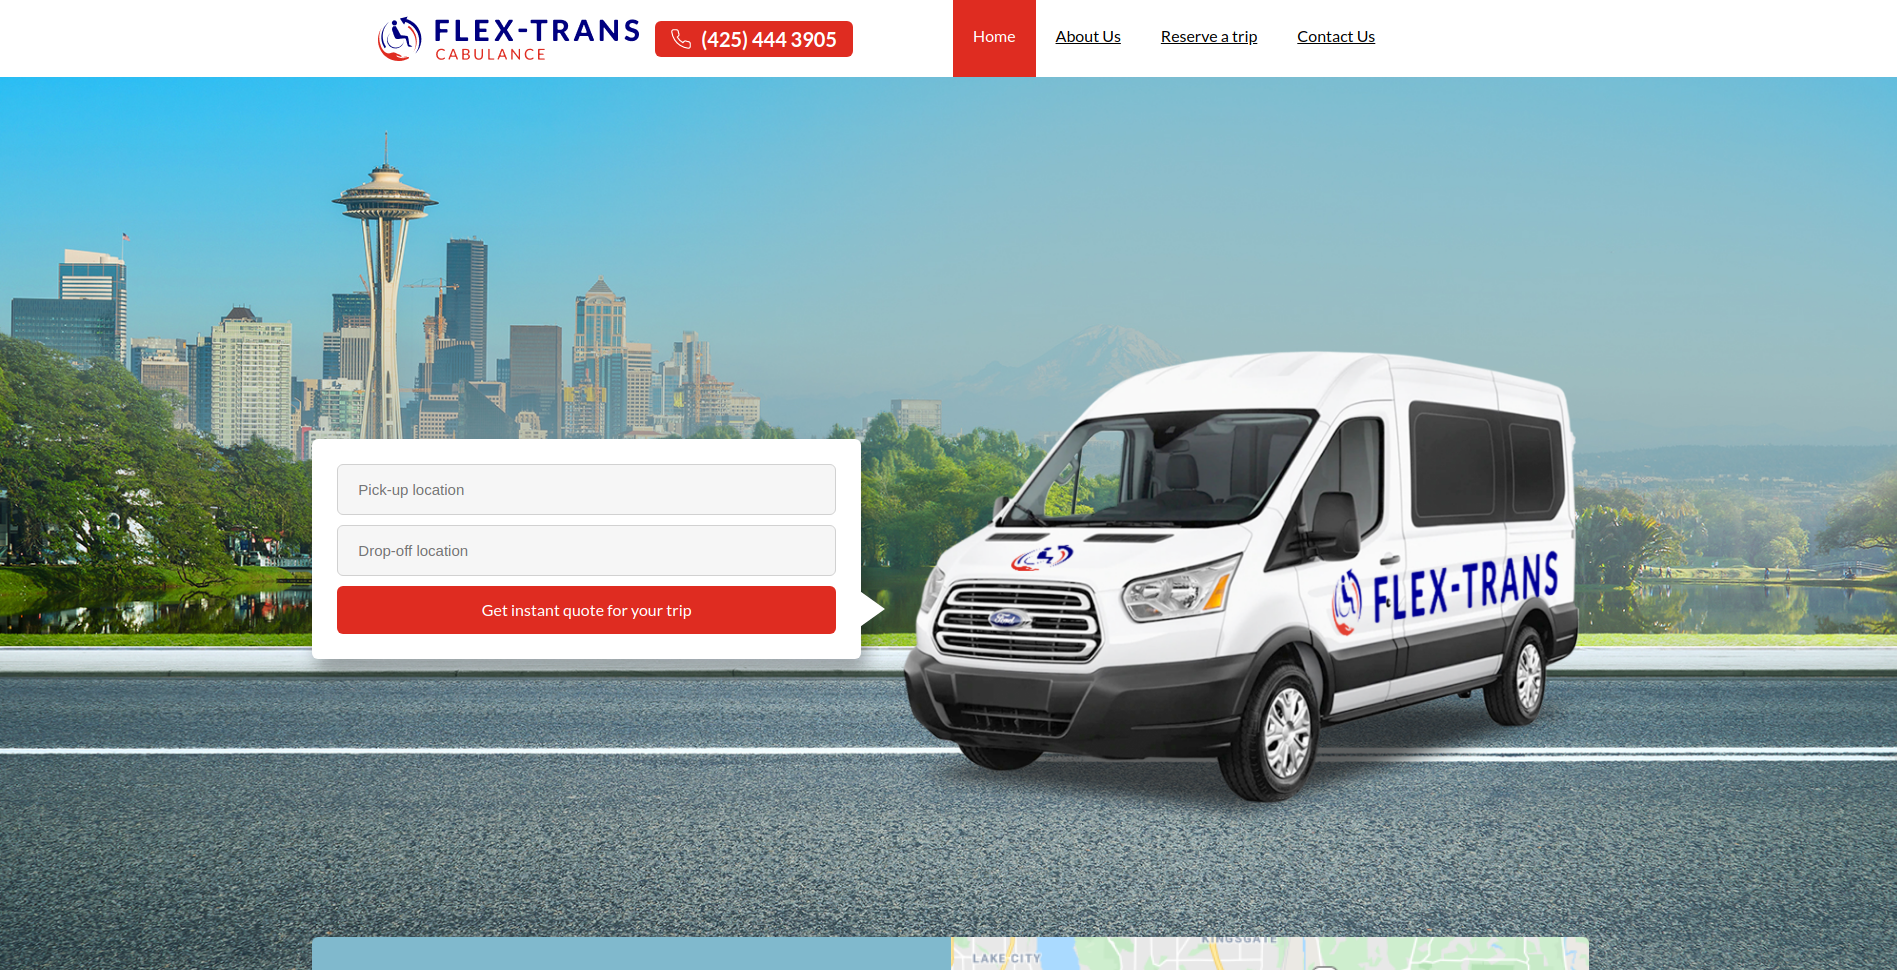 FLEX-TRANS
CABULANCE
(425) 444 3905
Home
About Us
Reserve a trip
Contact Us
Pick-up location
Drop-off location
Get instant quote for your trip
Ford
FLEX-TRANS
KINGSGATE
LAKE CITY